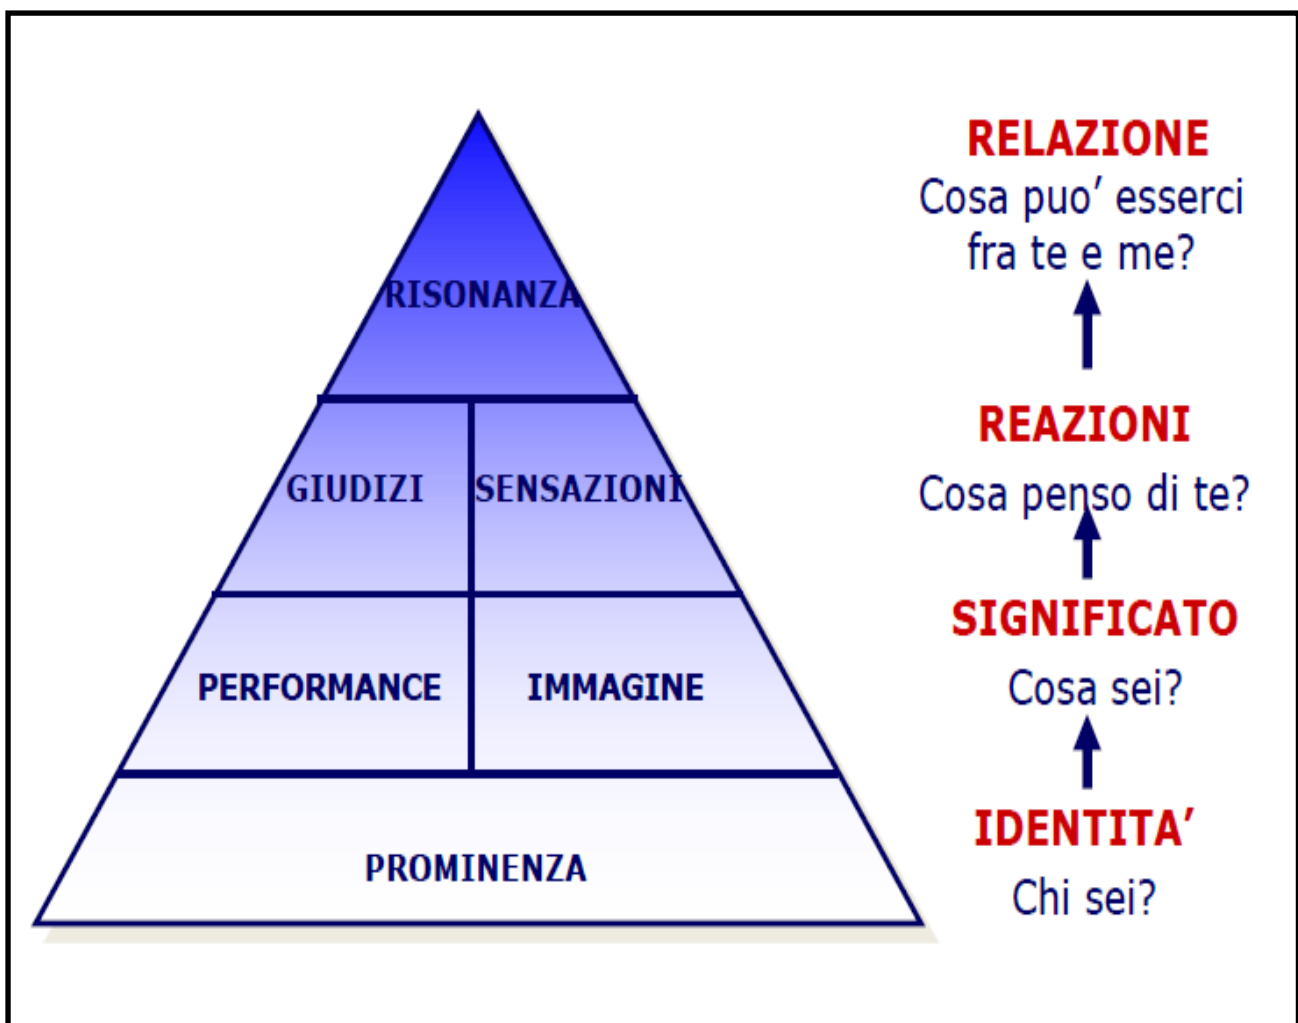 RISONANZA
GIUDIZI
SENSAZIONI
PERFORMANCE
IMMAGINE
PROMINENZA
RELAZIONE
Cosa puo’ esserci
fra te e me?
REAZIONI
Cosa penso di te?
SIGNIFICATO
Cosa sei?
IDENTITA’
Chi sei?